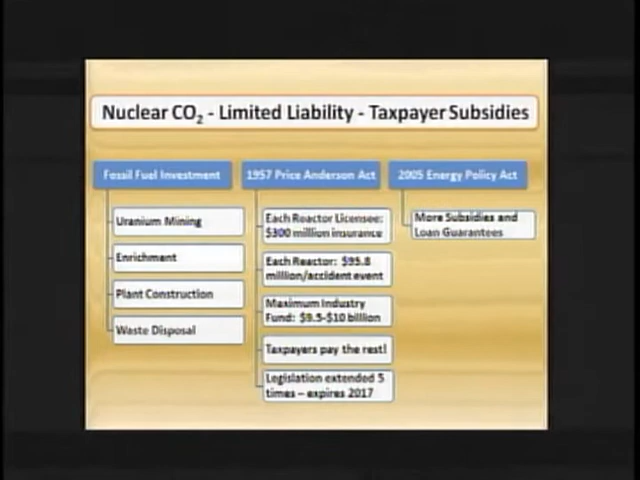 Nuclear CO₂ - Limited Liability - Taxpayer Subsidies
Fossil Fuel Investment
Uranium Mining
Enrichment
Plant Construction
Waste Disposal
1957 Price Anderson Act
Each Reactor Licensee:
$300 million insurance
Each Reactor: $95.8
million/accident event
Maximum Industry
Fund: $9.5-$10 billion
Taxpayers pay the rest!
Legislation extended 5
times – expires 2017
2005 Energy Policy Act
More Subsidies and
Loan Guarantees